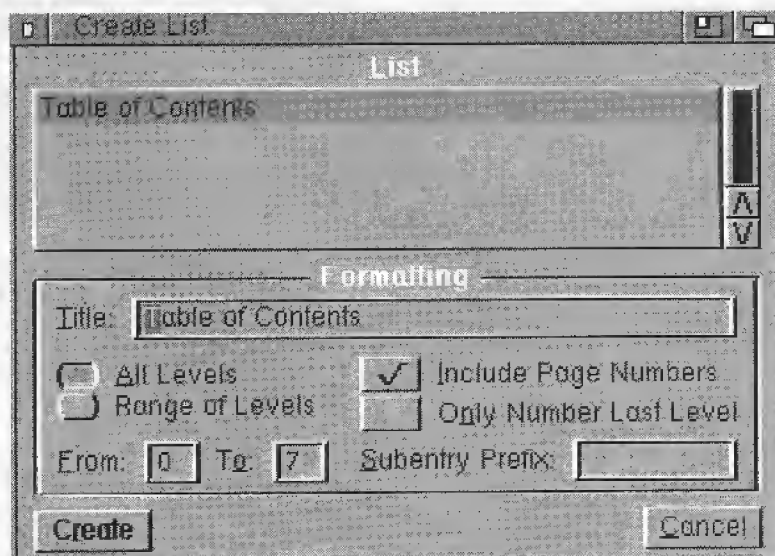 Create List
List
Table of Contents
Formatting
Title: Table of Contents
All Levels
Include Page Numbers
Range of Levels
Only Number Last Level
From: 0 To: 7 Subentry Prefix:
Create
Cancel